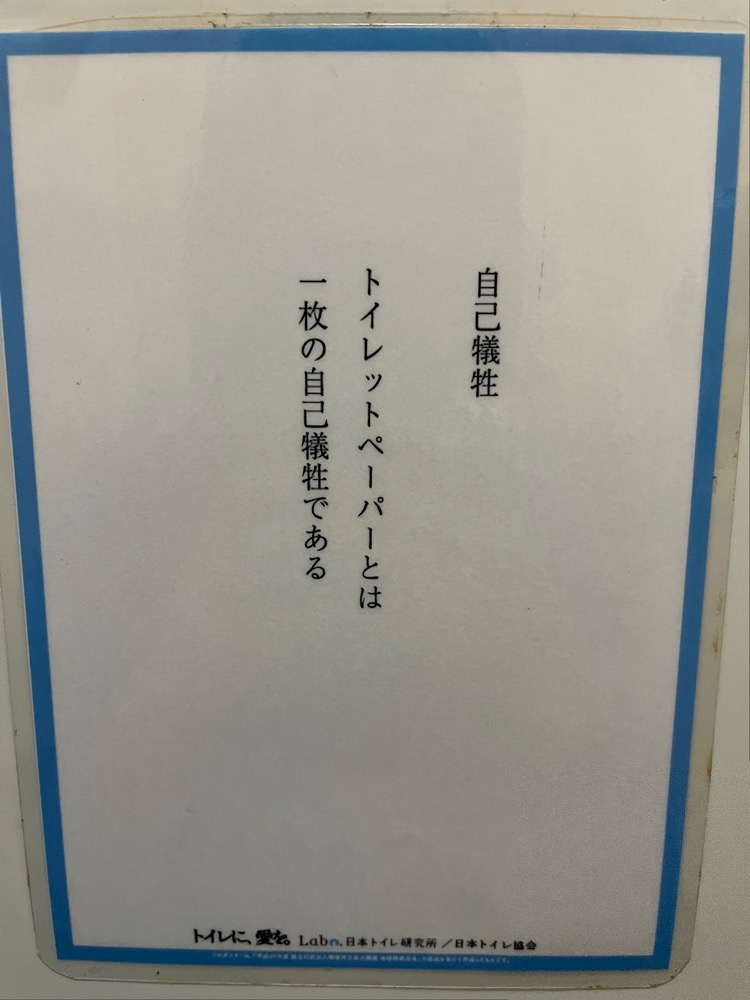 自己犠牲
トイレットペーパーとは
一枚の自己犠牲である
トイレに、愛を。 Labo. 日本トイレ研究所／日本トイレ協会